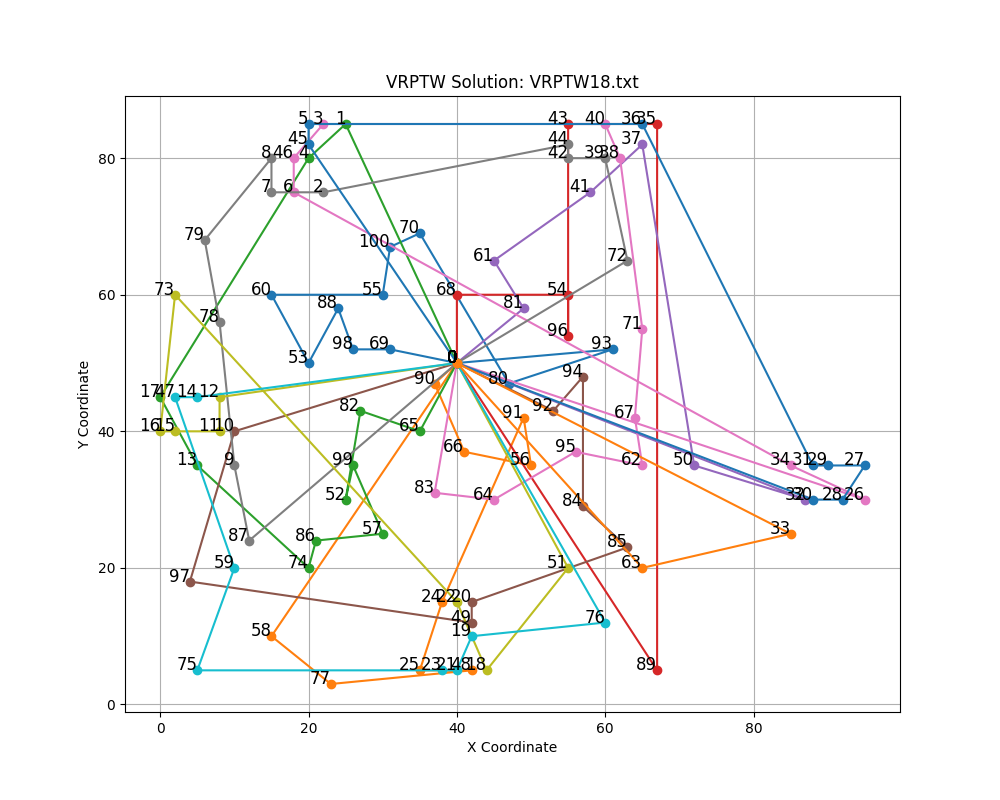 VRPTW Solution: VRPTW18.txt
Y Coordinate
80
60
40
20
0
5 3 1 43 40 36 35
45 44 37
8 46 4 42 39 38
7 6 2 41
79 100 70 61 72
73 60 55 68 54
78 88 81 71 96
53 98 69 0 80 93
17 47 14 12 90 82 91 92 94 67
16 15 11 10 65
13 9 99 66 56 95 62 50 34 31 29 27
52 83 64 84 32 30 28 26
87 86 57 85 33
97 59 74 51 63
24 22 20
58 49 19 76
75 77 25 23 21 48 18 89
0 20 40 60 80
X Coordinate